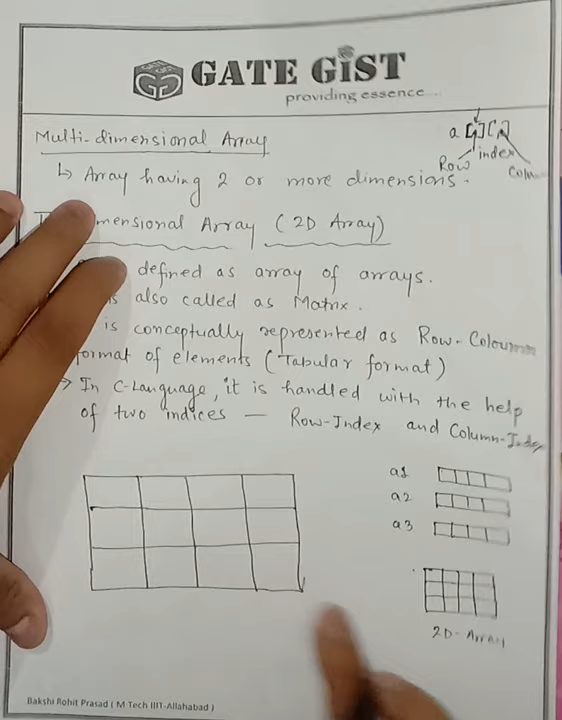 GATE GiST
providing essence...
Multi-dimensional Array
a[][]
Row index
↳ Array having 2 or more dimensions.
mensional Array (2D Array)
defined as array of arrays.
also called as Matrix.
is conceptually represented as Row-Coloumn
format of elements (Tabular format)
→ In C-Language, it is handled with the help
of two indices — Row-Index and Column-Index
a1
a2
a3
2D-Array
Bakshi Rohit Prasad ( M Tech IIIT-Allahabad )